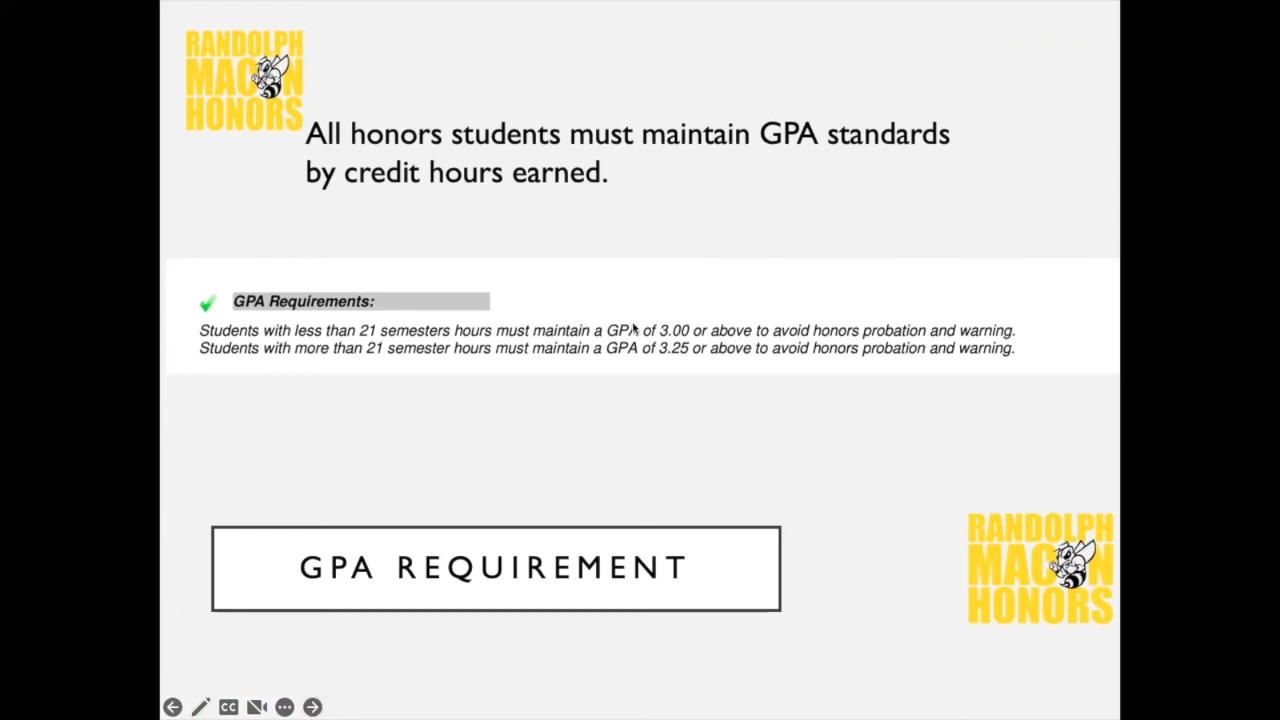 RANDOLPH
MACON
HONORS
All honors students must maintain GPA standards
by credit hours earned.
GPA Requirements:
Students with less than 21 semesters hours must maintain a GPA of 3.00 or above to avoid honors probation and warning.
Students with more than 21 semester hours must maintain a GPA of 3.25 or above to avoid honors probation and warning.
GPA REQUIREMENT
RANDOLPH
MACON
HONORS
CC